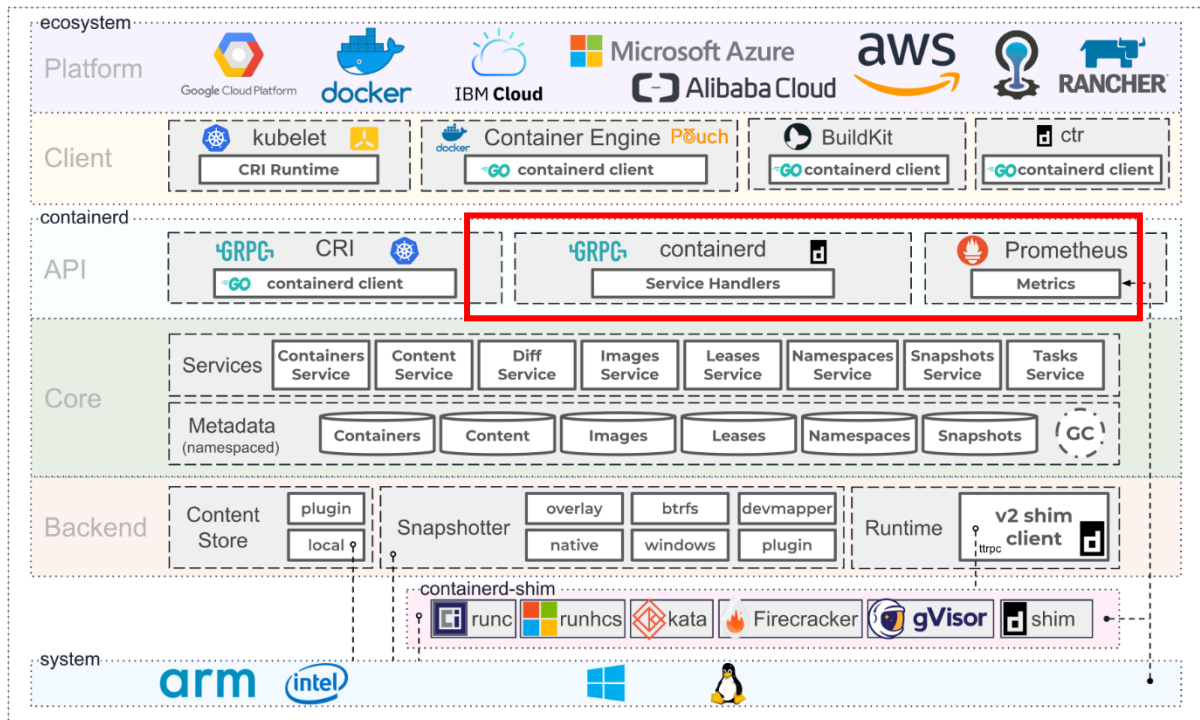 ecosystem
Platform
Google Cloud Platform
docker
IBM Cloud
Microsoft Azure
Alibaba Cloud
aws
RANCHER
Client
kubelet
CRI Runtime
docker
Container Engine
Pouch
GO containerd client
BuildKit
GO containerd client
ctr
GO containerd client
containerd
API
GRPC
CRI
GO containerd client
GRPC
containerd
Service Handlers
Prometheus
Metrics
Core
Services
Containers
Service
Content
Service
Diff
Service
Images
Service
Leases
Service
Namespaces
Service
Snapshots
Service
Tasks
Service
Metadata
(namespaced)
Containers
Content
Images
Leases
Namespaces
Snapshots
GC
Backend
Content
Store
plugin
local
Snapshotter
overlay
btrfs
devmapper
native
windows
plugin
Runtime
ttrpc
v2 shim
client
containerd-shim
runc
runhcs
kata
Firecracker
gVisor
shim
system
arm
intel